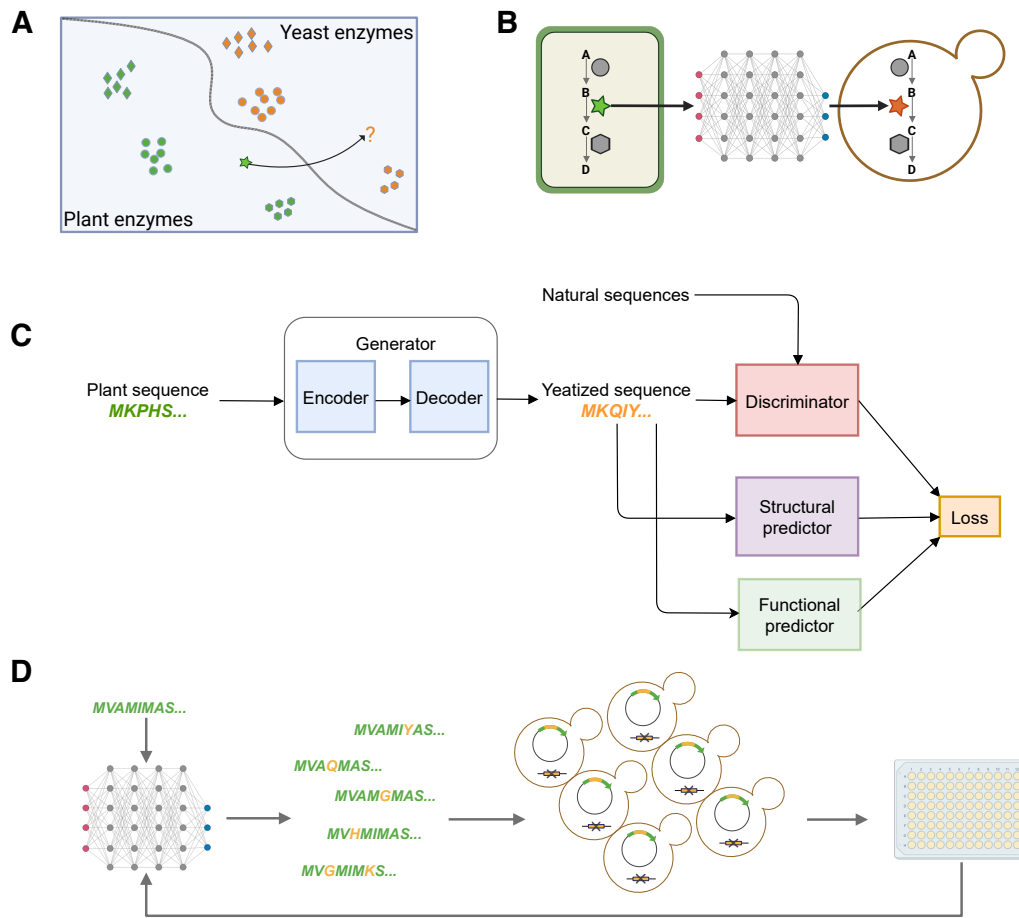 A
Yeast enzymes
?
Plant enzymes
B
A
B
C
D
A
B
C
D
C
Natural sequences
Generator
Plant sequence
MKPHS...
Encoder
Decoder
Yeatized sequence
MKQIY...
Discriminator
Structural
predictor
Loss
Functional
predictor
D
MVAMIMAS...
MVAMIYAS...
MVAQMAS...
MVAMGMAS...
MVHMIMAS...
MVGMIMKS...